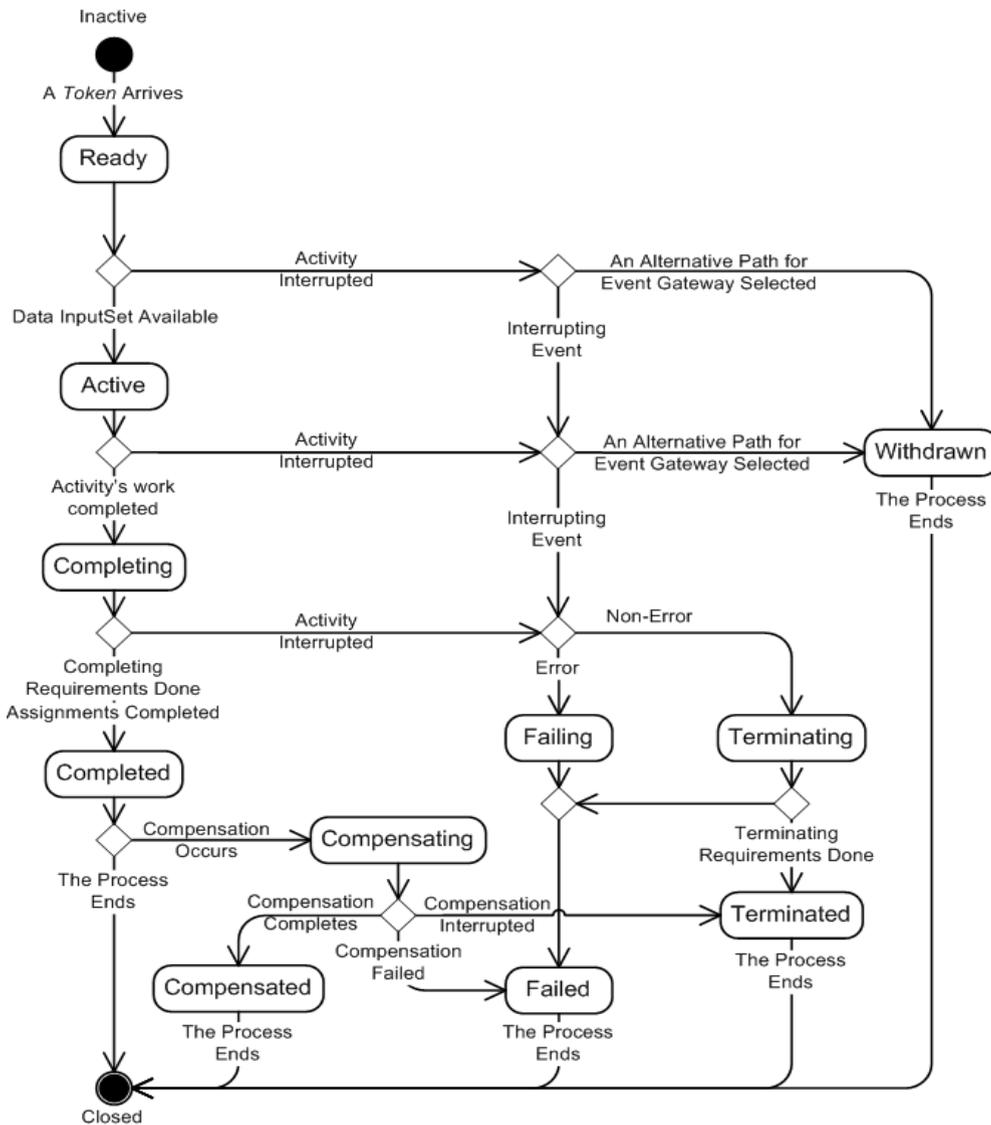 Inactive
A Token Arrives
Ready
Activity
Interrupted
An Alternative Path for
Event Gateway Selected
Data InputSet Available
Interrupting
Event
Active
Activity
Interrupted
An Alternative Path for
Event Gateway Selected
Withdrawn
Activity's work
completed
Interrupting
Event
The Process
Ends
Completing
Activity
Interrupted
Non-Error
Completing
Requirements Done
Assignments Completed
Error
Failing
Terminating
Completed
Compensation
Occurs
Compensating
Terminating
Requirements Done
The Process
Ends
Compensation
Completes
Compensation
Interrupted
Terminated
Compensation
Failed
The Process
Ends
Compensated
Failed
The Process
Ends
The Process
Ends
Closed